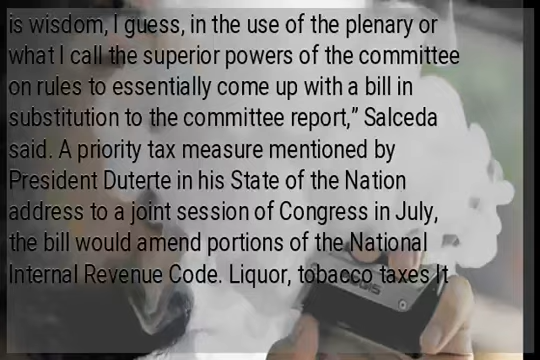 is wisdom, I guess, in the use of the plenary or
what I call the superior powers of the committee
on rules to essentially come up with a bill in
substitution to the committee report,” Salceda
said. A priority tax measure mentioned by
President Duterte in his State of the Nation
address to a joint session of Congress in July,
the bill would amend portions of the National
Internal Revenue Code. Liquor, tobacco taxes It